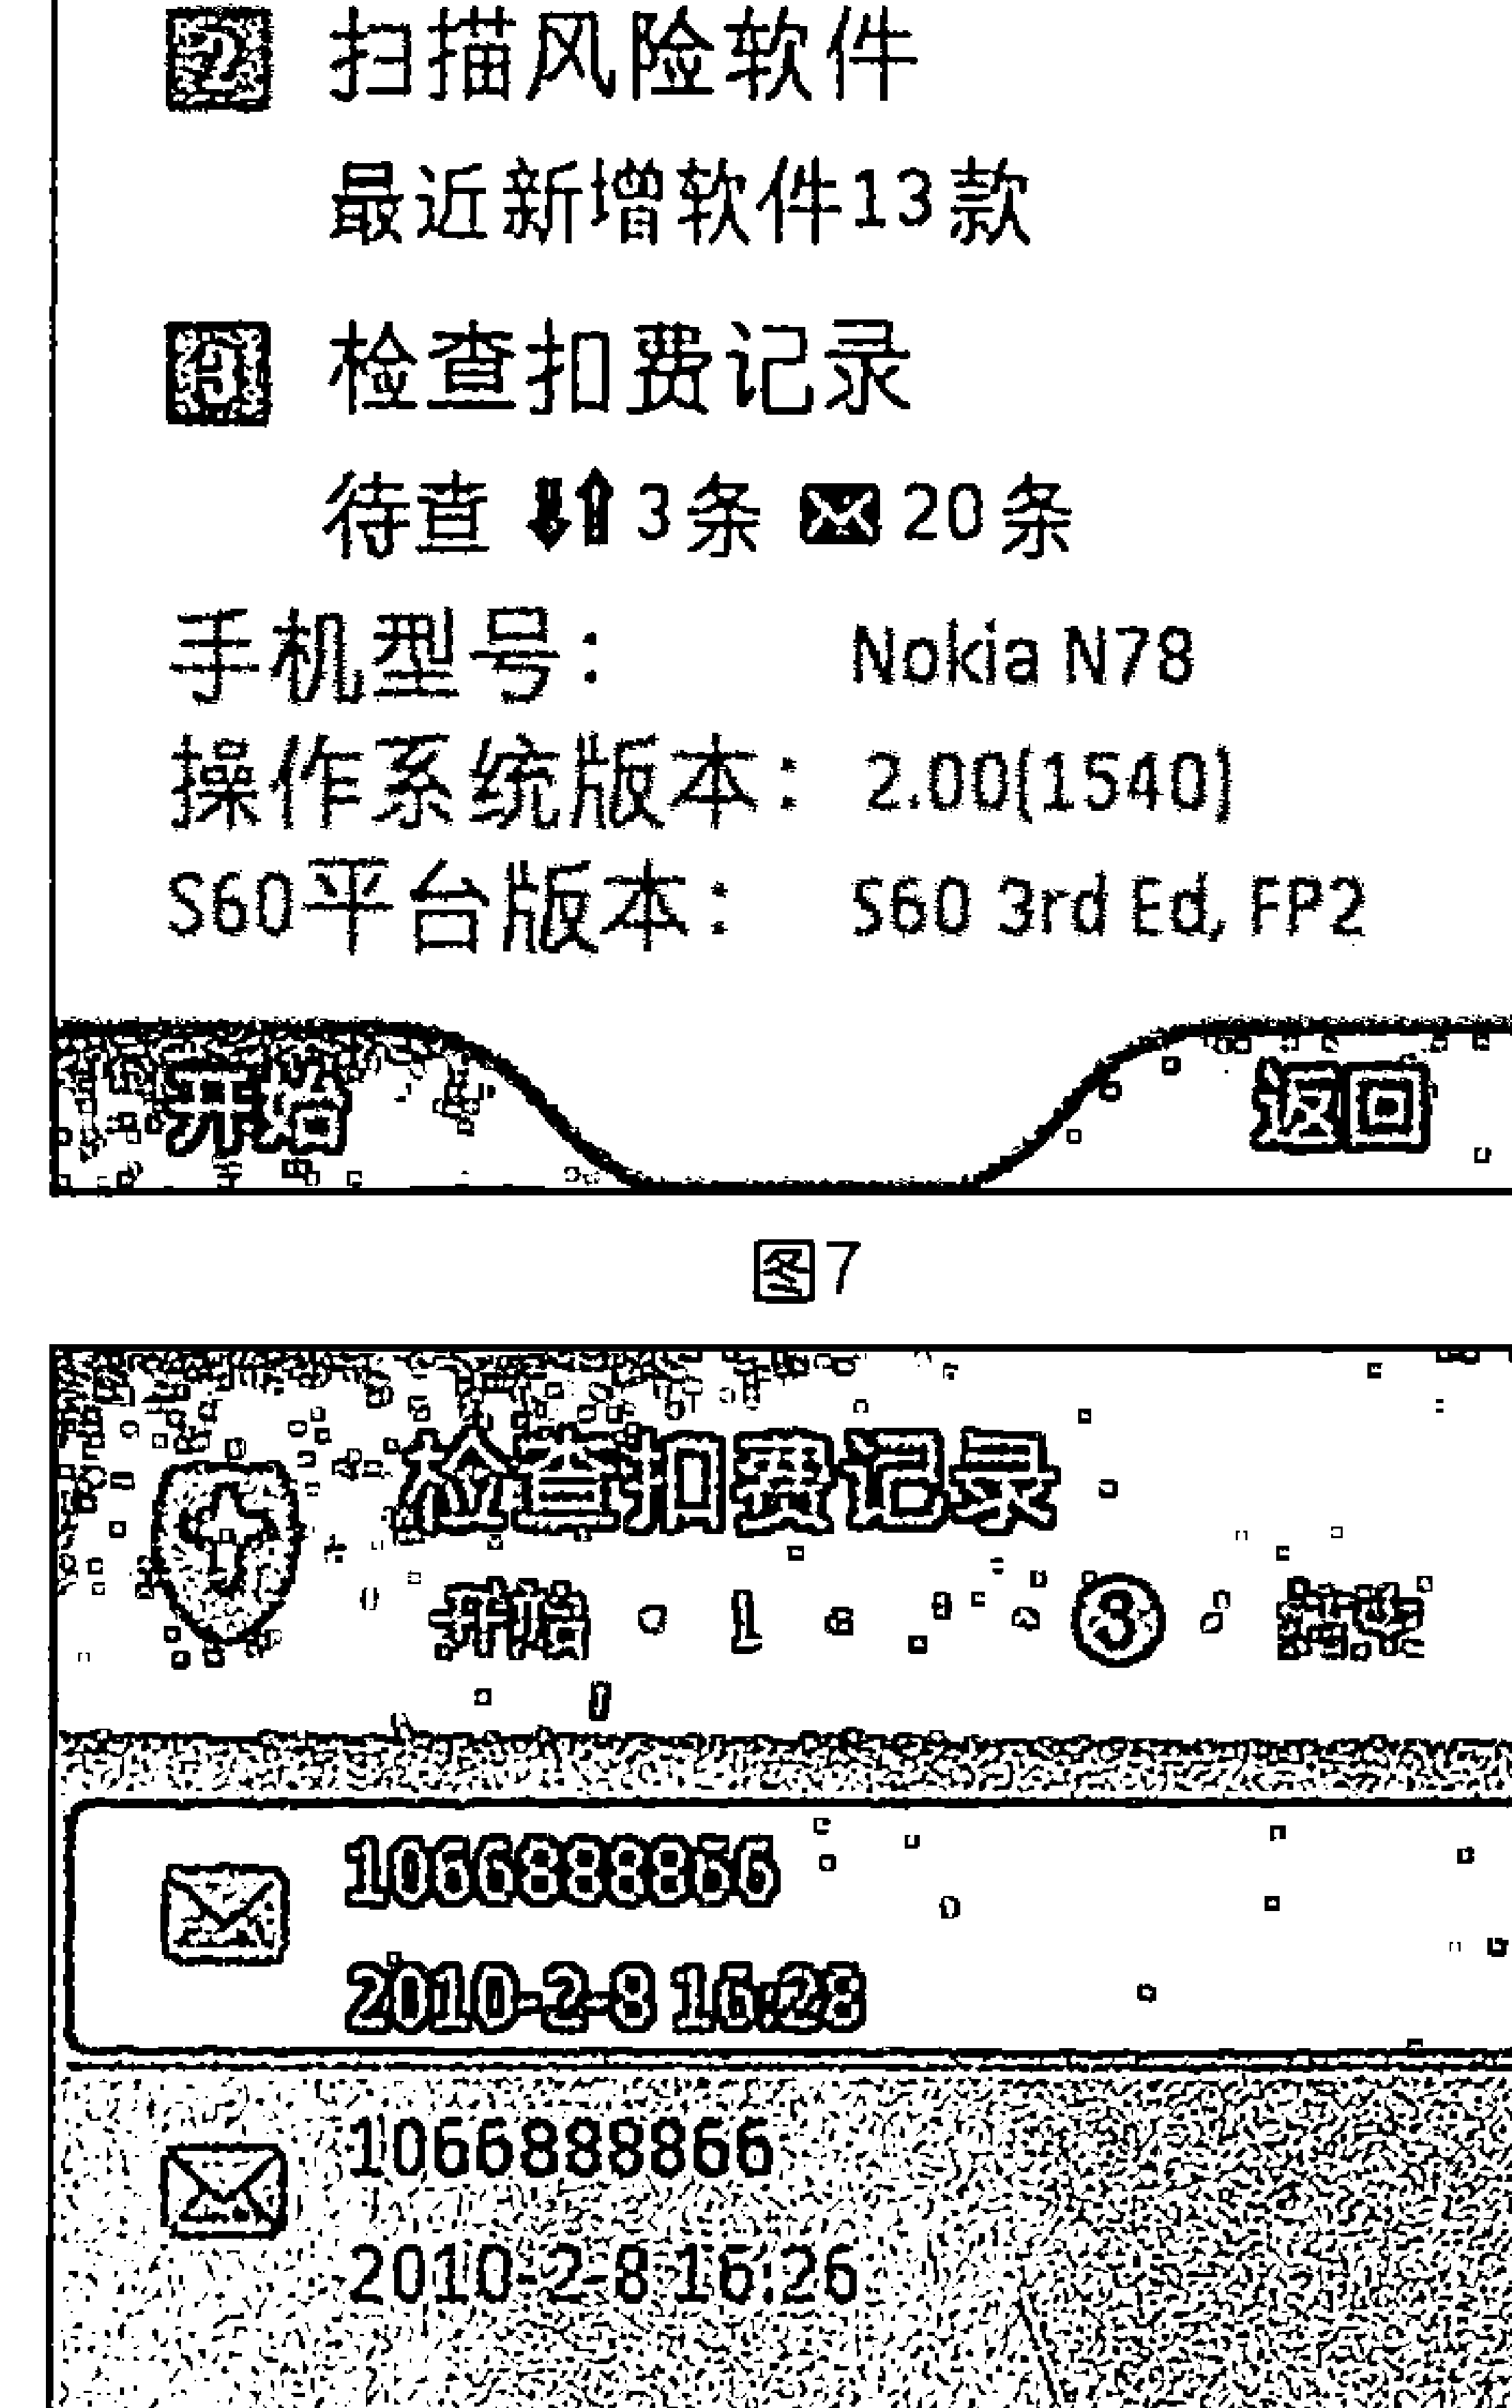 2 扫描风险软件
最近新增软件13款
3 检查扣费记录
待查 3条 20条
手机型号： Nokia N78
操作系统版本： 2.00(1540)
S60平台版本： S60 3rd Ed, FP2
开始 返回
图7
检查扣费记录
开始 1 3
1066888866
2010-2-8 16:28
1066888866
2010-2-8 16:26